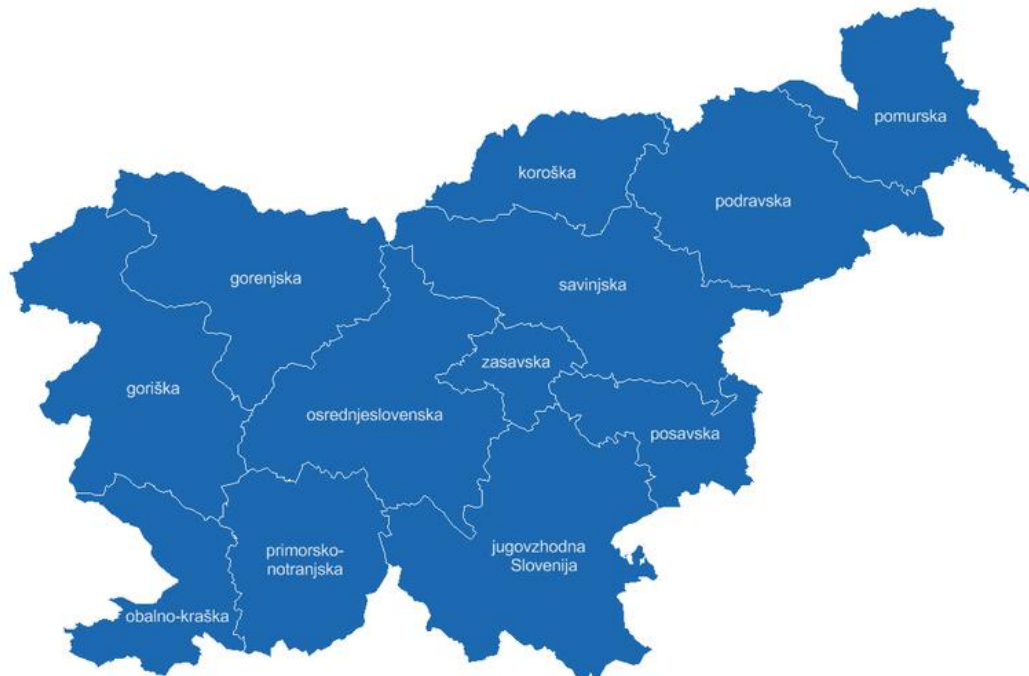 pomurska
koroška
podravska
gorenjska
savinjska
zasavska
goriška
osrednjeslovenska
posavska
primorsko-
notranjska
jugovzhodna
Slovenija
obalno-kraška